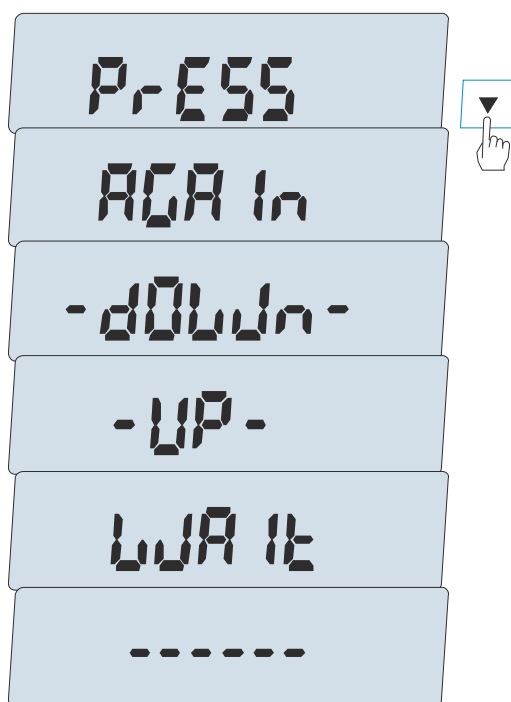 PrESS
AGAIn
-dOWn-
-UP-
WAIt
------